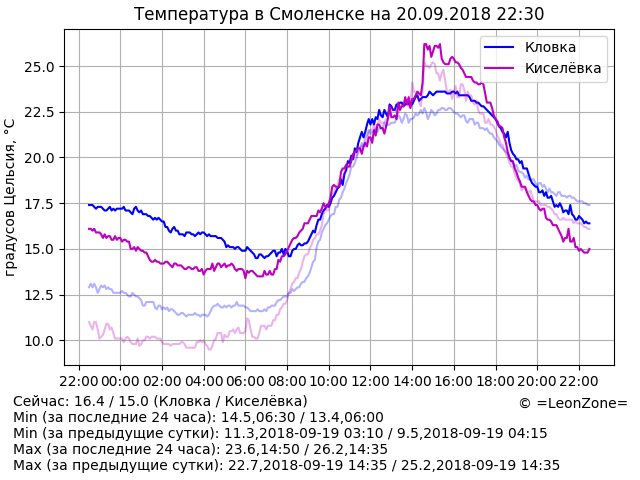 Температура в Смоленске на 20.09.2018 22:30
Кловка
Киселёвка
градусов Цельсия, °C
25.0
22.5
20.0
17.5
15.0
12.5
10.0
22:00 00:00 02:00 04:00 06:00 08:00 10:00 12:00 14:00 16:00 18:00 20:00 22:00
Сейчас: 16.4 / 15.0 (Кловка / Киселёвка)
© =LeonZone=
Min (за последние 24 часа): 14.5,06:30 / 13.4,06:00
Min (за предыдущие сутки): 11.3,2018-09-19 03:10 / 9.5,2018-09-19 04:15
Max (за последние 24 часа): 23.6,14:50 / 26.2,14:35
Max (за предыдущие сутки): 22.7,2018-09-19 14:35 / 25.2,2018-09-19 14:35